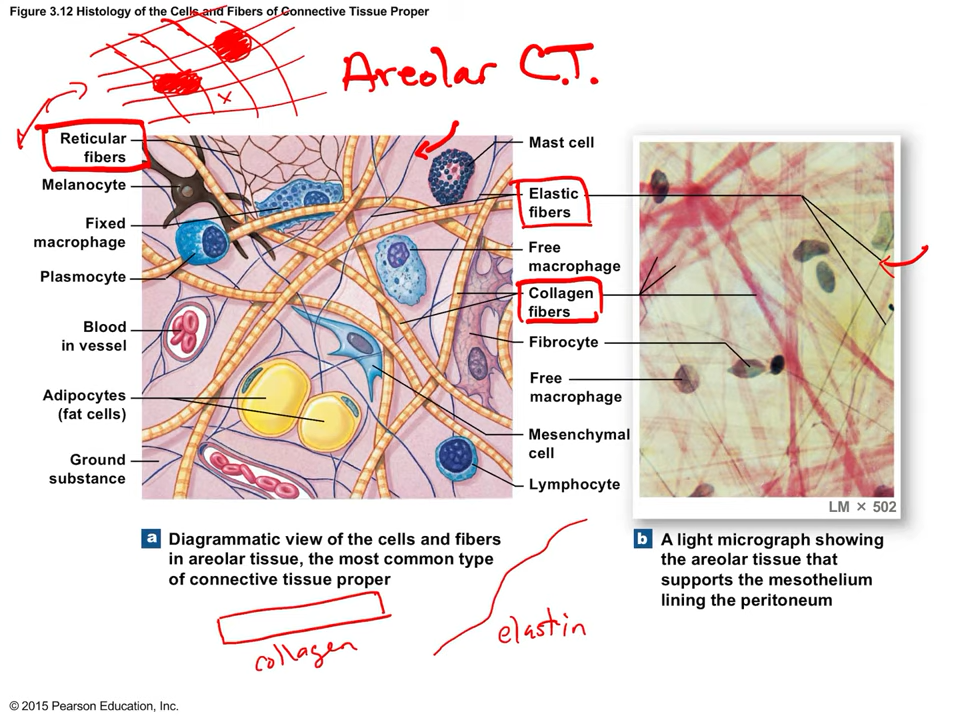 Figure 3.12 Histology of the Cells and Fibers of Connective Tissue Proper
Areolar C.T.
x
Reticular
fibers
Melanocyte
Fixed
macrophage
Plasmocyte
Blood
in vessel
Adipocytes
(fat cells)
Ground
substance
Mast cell
Elastic
fibers
Free
macrophage
Collagen
fibers
Fibrocyte
Free
macrophage
Mesenchymal
cell
Lymphocyte
LM × 502
a Diagrammatic view of the cells and fibers
in areolar tissue, the most common type
of connective tissue proper
b A light micrograph showing
the areolar tissue that
supports the mesothelium
lining the peritoneum
collagen
elastin
© 2015 Pearson Education, Inc.